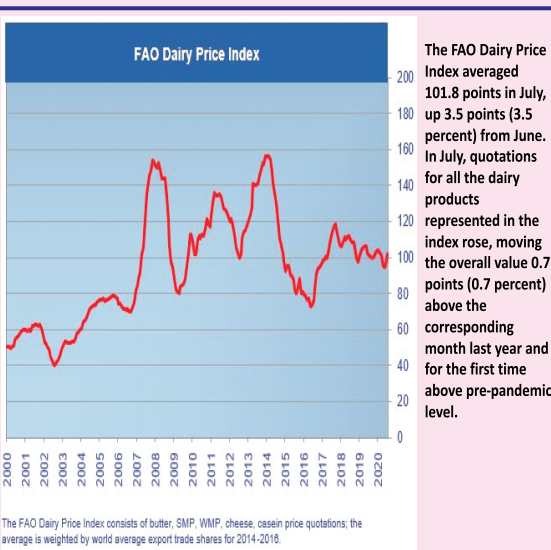 FAO Dairy Price Index
200
180
160
140
120
100
80
60
40
20
0
2000
2001
2002
2003
2004
2005
2006
2007
2008
2009
2010
2011
2012
2013
2014
2015
2016
2017
2018
2019
2020
The FAO Dairy Price Index consists of butter, SMP, WMP, cheese, casein price quotations; the
average is weighted by world average export trade shares for 2014-2016.
The FAO Dairy Price
Index averaged
101.8 points in July,
up 3.5 points (3.5
percent) from June.
In July, quotations
for all the dairy
products
represented in the
index rose, moving
the overall value 0.7
points (0.7 percent)
above the
corresponding
month last year and
for the first time
above pre-pandemic
level.